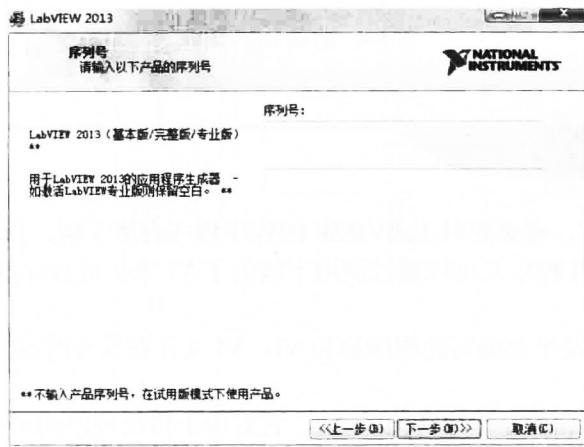 LabVIEW 2013
序列号
请输入以下产品的序列号
NATIONAL
INSTRUMENTS
序列号:
LabVIEW 2013(基本版/完整版/专业版)
**
用于LabVIEW 2013的应用程序生成器 -
如激活LabVIEW专业版则保留空白。 **
**不输入产品序列号，在试用版模式下使用产品。
<<上一步(B)
下一步(N)>>
取消(C)